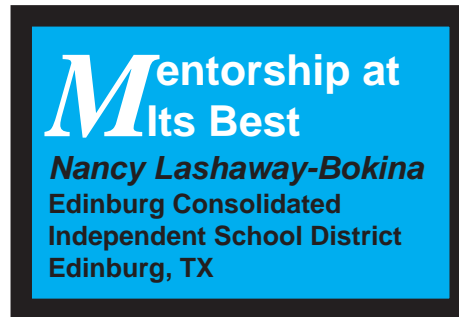 Mentorship at
Its Best
Nancy Lashaway-Bokina
Edinburg Consolidated
Independent School District
Edinburg, TX